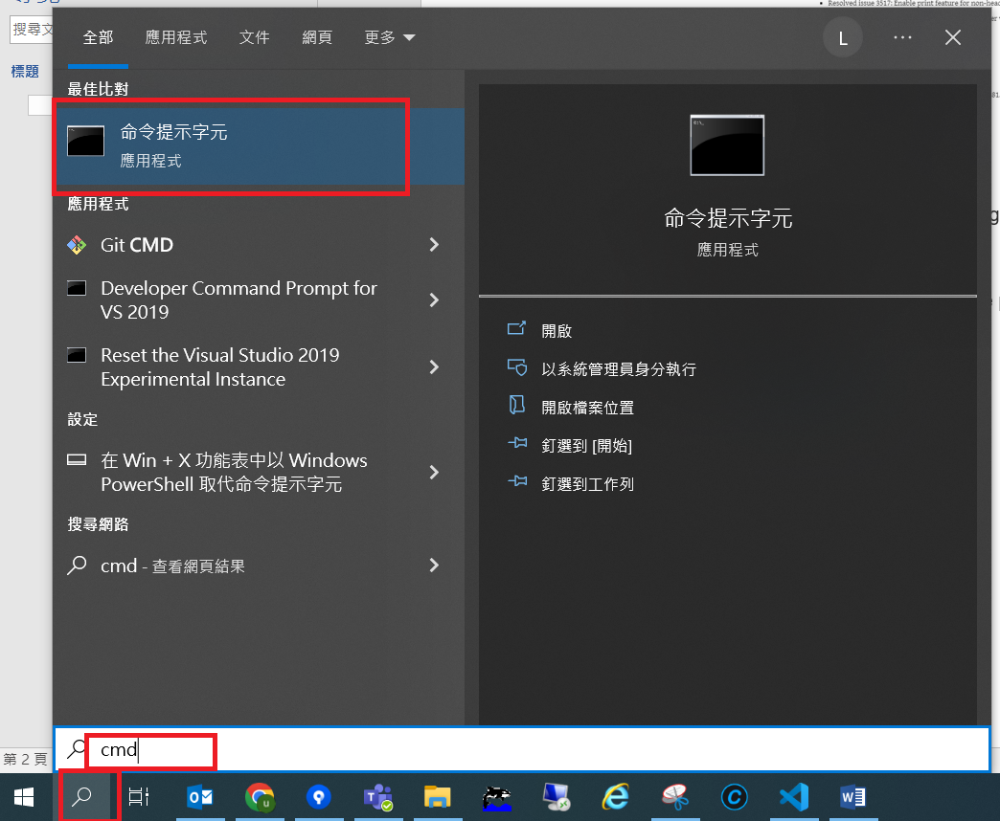 Resolved issue 3517: Enable print feature for non-head
搜尋文
標題
全部 應用程式 文件 網頁 更多
L
最佳比對
命令提示字元
應用程式
應用程式
Git CMD
Developer Command Prompt for
VS 2019
Reset the Visual Studio 2019
Experimental Instance
設定
在 Win + X 功能表中以 Windows
PowerShell 取代命令提示字元
搜尋網路
cmd - 查看網頁結果
命令提示字元
應用程式
開啟
以系統管理員身分執行
開啟檔案位置
釘選到 [開始]
釘選到工作列
cmd
第 2 頁